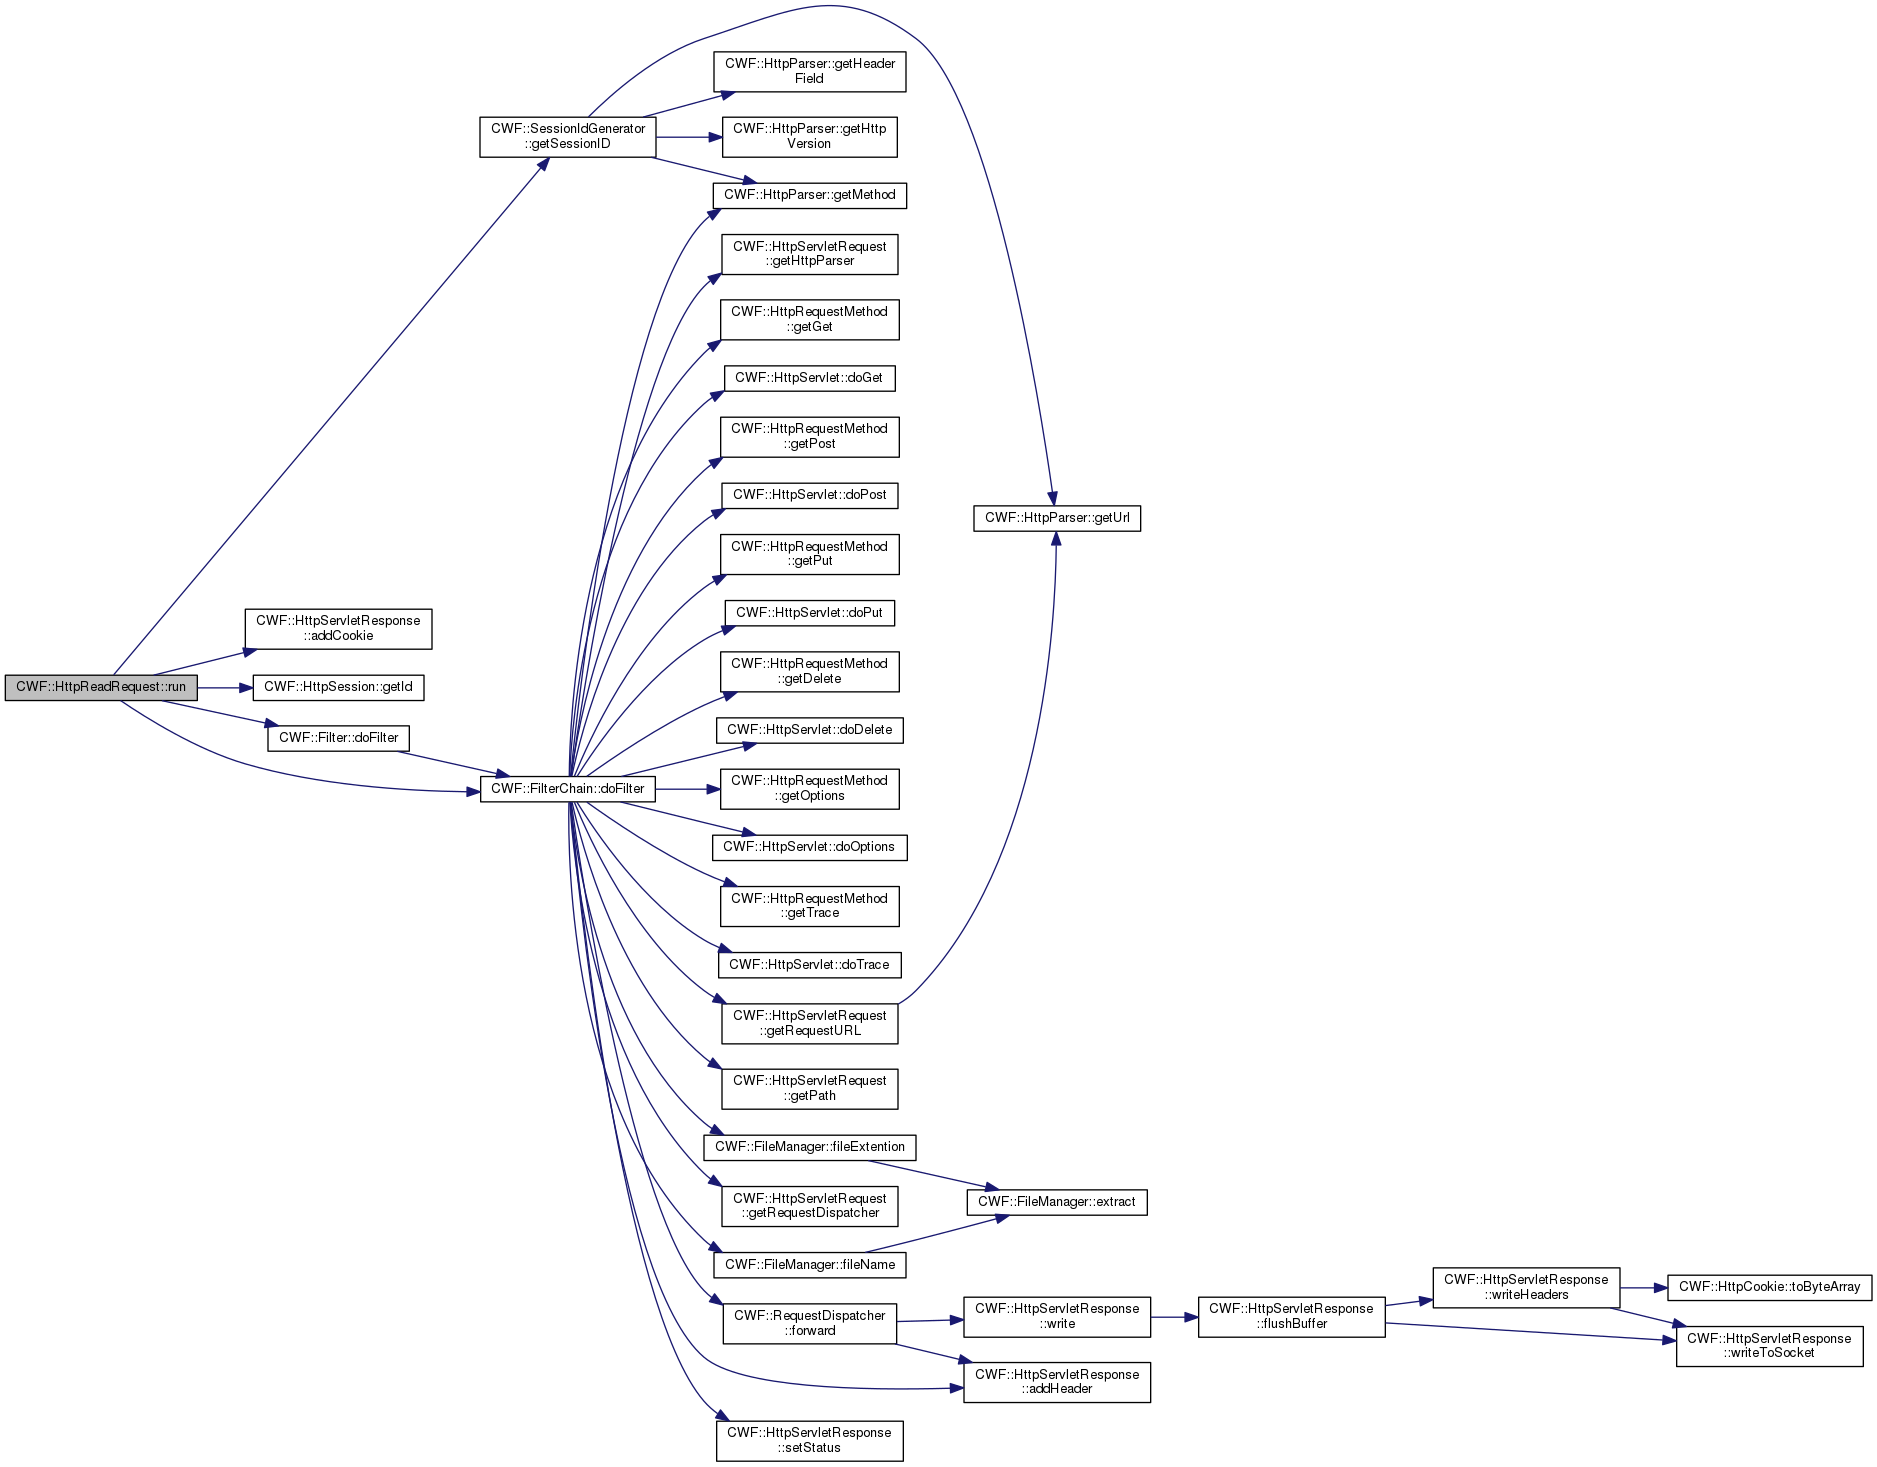 CWF::HttpReadRequest::run
CWF::HttpServletResponse
::addCookie
CWF::HttpSession::getId
CWF::Filter::doFilter
CWF::SessionIdGenerator
::getSessionID
CWF::FilterChain::doFilter
CWF::HttpParser::getHeader
Field
CWF::HttpParser::getHttp
Version
CWF::HttpParser::getMethod
CWF::HttpServletRequest
::getHttpParser
CWF::HttpRequestMethod
::getGet
CWF::HttpServlet::doGet
CWF::HttpRequestMethod
::getPost
CWF::HttpServlet::doPost
CWF::HttpRequestMethod
::getPut
CWF::HttpServlet::doPut
CWF::HttpRequestMethod
::getDelete
CWF::HttpServlet::doDelete
CWF::HttpRequestMethod
::getOptions
CWF::HttpServlet::doOptions
CWF::HttpRequestMethod
::getTrace
CWF::HttpServlet::doTrace
CWF::HttpServletRequest
::getRequestURL
CWF::HttpServletRequest
::getPath
CWF::FileManager::fileExtention
CWF::HttpServletRequest
::getRequestDispatcher
CWF::FileManager::fileName
CWF::RequestDispatcher
::forward
CWF::HttpServletResponse
::setStatus
CWF::HttpParser::getUrl
CWF::FileManager::extract
CWF::HttpServletResponse
::write
CWF::HttpServletResponse
::addHeader
CWF::HttpServletResponse
::flushBuffer
CWF::HttpServletResponse
::writeHeaders
CWF::HttpCookie::toByteArray
CWF::HttpServletResponse
::writeToSocket